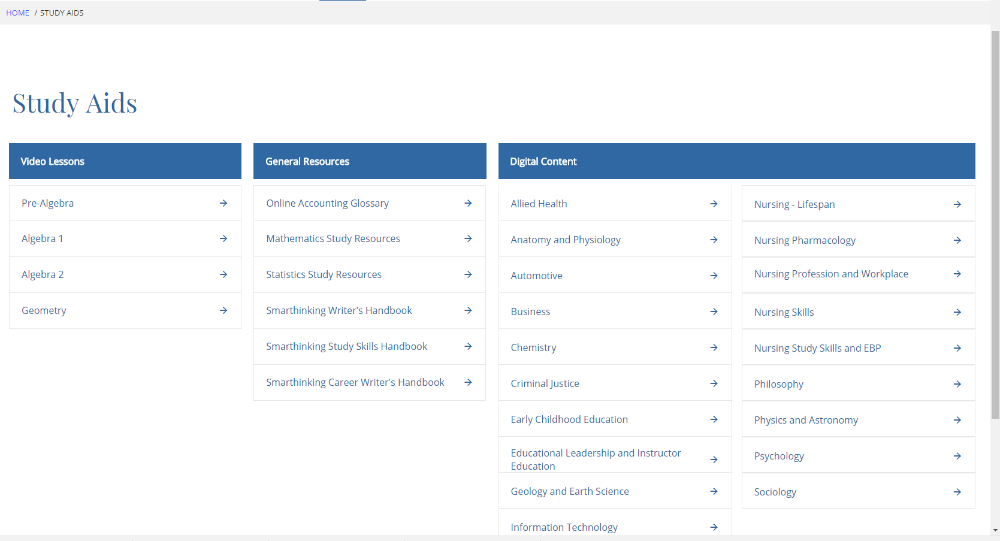 HOME / STUDY AIDS
Study Aids
Video Lessons
Pre-Algebra
Algebra 1
Algebra 2
Geometry
General Resources
Online Accounting Glossary
Mathematics Study Resources
Statistics Study Resources
Smarthinking Writer's Handbook
Smarthinking Study Skills Handbook
Smarthinking Career Writer's Handbook
Digital Content
Allied Health
Anatomy and Physiology
Automotive
Business
Chemistry
Criminal Justice
Early Childhood Education
Educational Leadership and Instructor
Education
Geology and Earth Science
Information Technology
Nursing - Lifespan
Nursing Pharmacology
Nursing Profession and Workplace
Nursing Skills
Nursing Study Skills and EBP
Philosophy
Physics and Astronomy
Psychology
Sociology